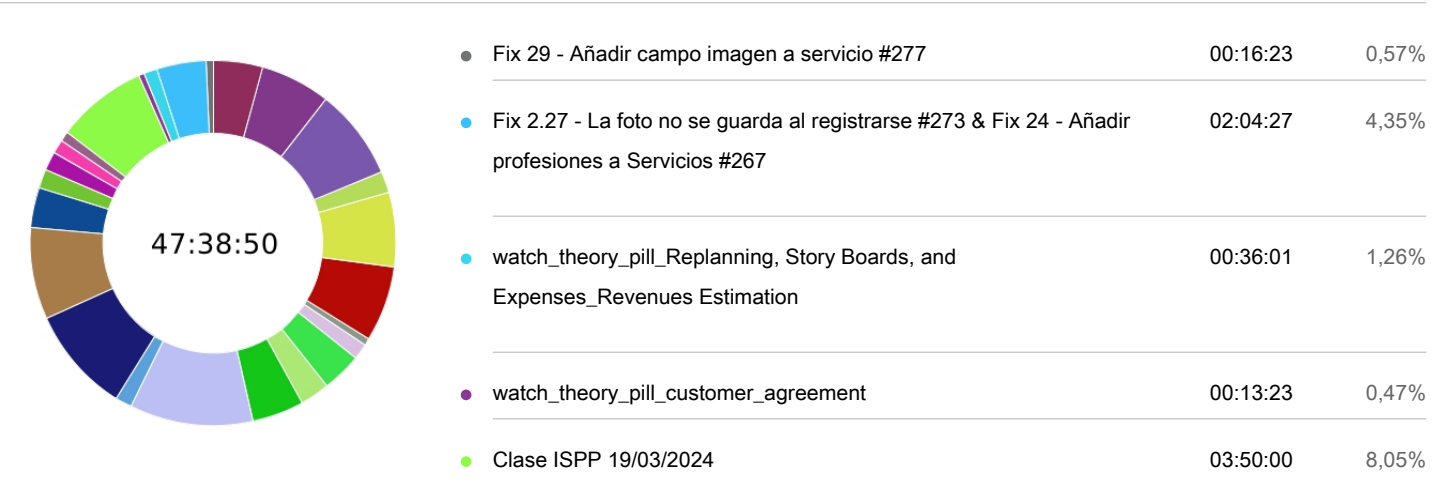 47:38:50
Fix 29 - Añadir campo imagen a servicio #277 00:16:23 0,57%
Fix 2.27 - La foto no se guarda al registrarse #273 & Fix 24 - Añadir 02:04:27 4,35%
profesiones a Servicios #267
watch_theory_pill_Replanning, Story Boards, and 00:36:01 1,26%
Expenses_Revenues Estimation
watch_theory_pill_customer_agreement 00:13:23 0,47%
Clase ISPP 19/03/2024 03:50:00 8,05%